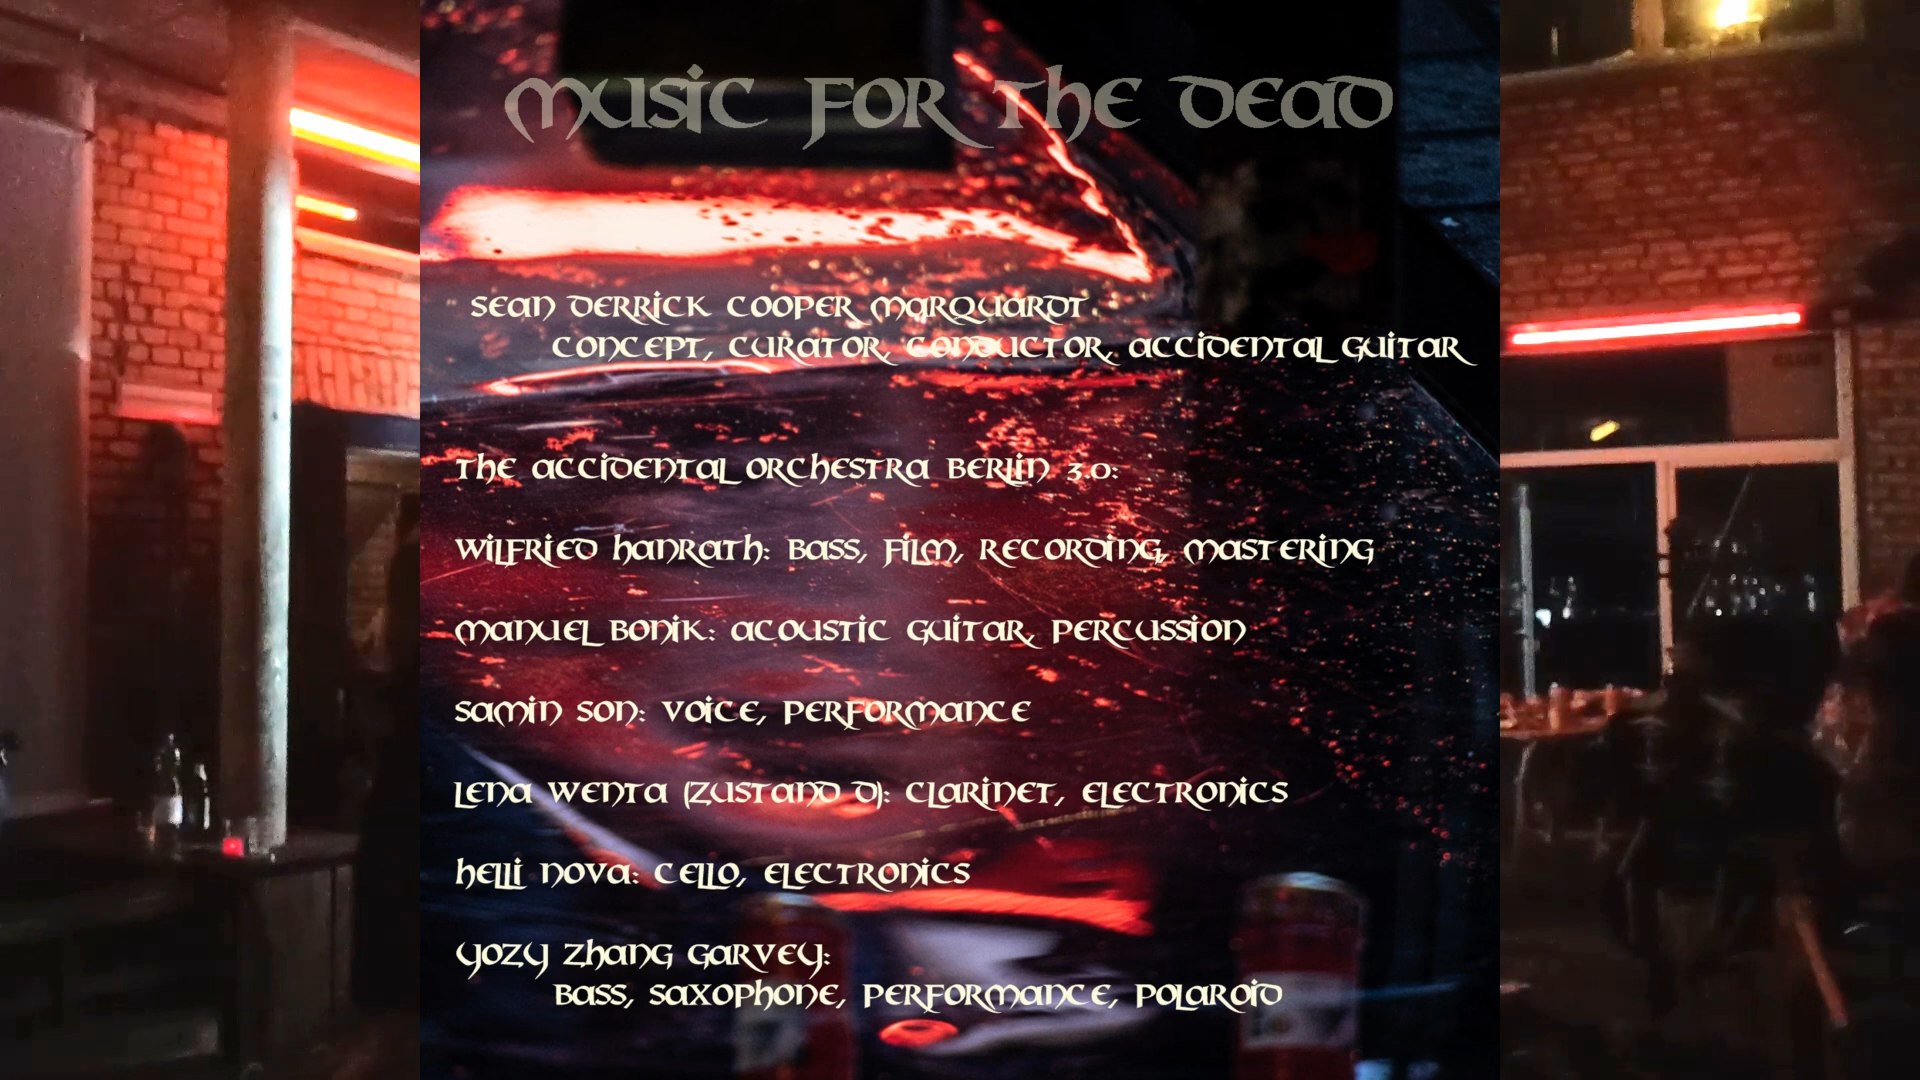 MUSIC FOR THE DEAD
SEAN DERRICK COOPER MARQUARDT
CONCEPT, CURATOR, CONDUCTOR, ACCIDENTAL GUITAR
THE ACCIDENTAL ORCHESTRA BERLIN 3.0:
WILFRIED HANRATH: BASS, FILM, RECORDING, MASTERING
MANUEL BONIK: ACOUSTIC GUITAR, PERCUSSION
SAMIN SON: VOICE, PERFORMANCE
LENA WENTA (ZUSTAND D): CLARINET, ELECTRONICS
HELLI NOVA: CELLO, ELECTRONICS
YOZY ZHANG GARVEY:
BASS, SAXOPHONE, PERFORMANCE, POLAROID